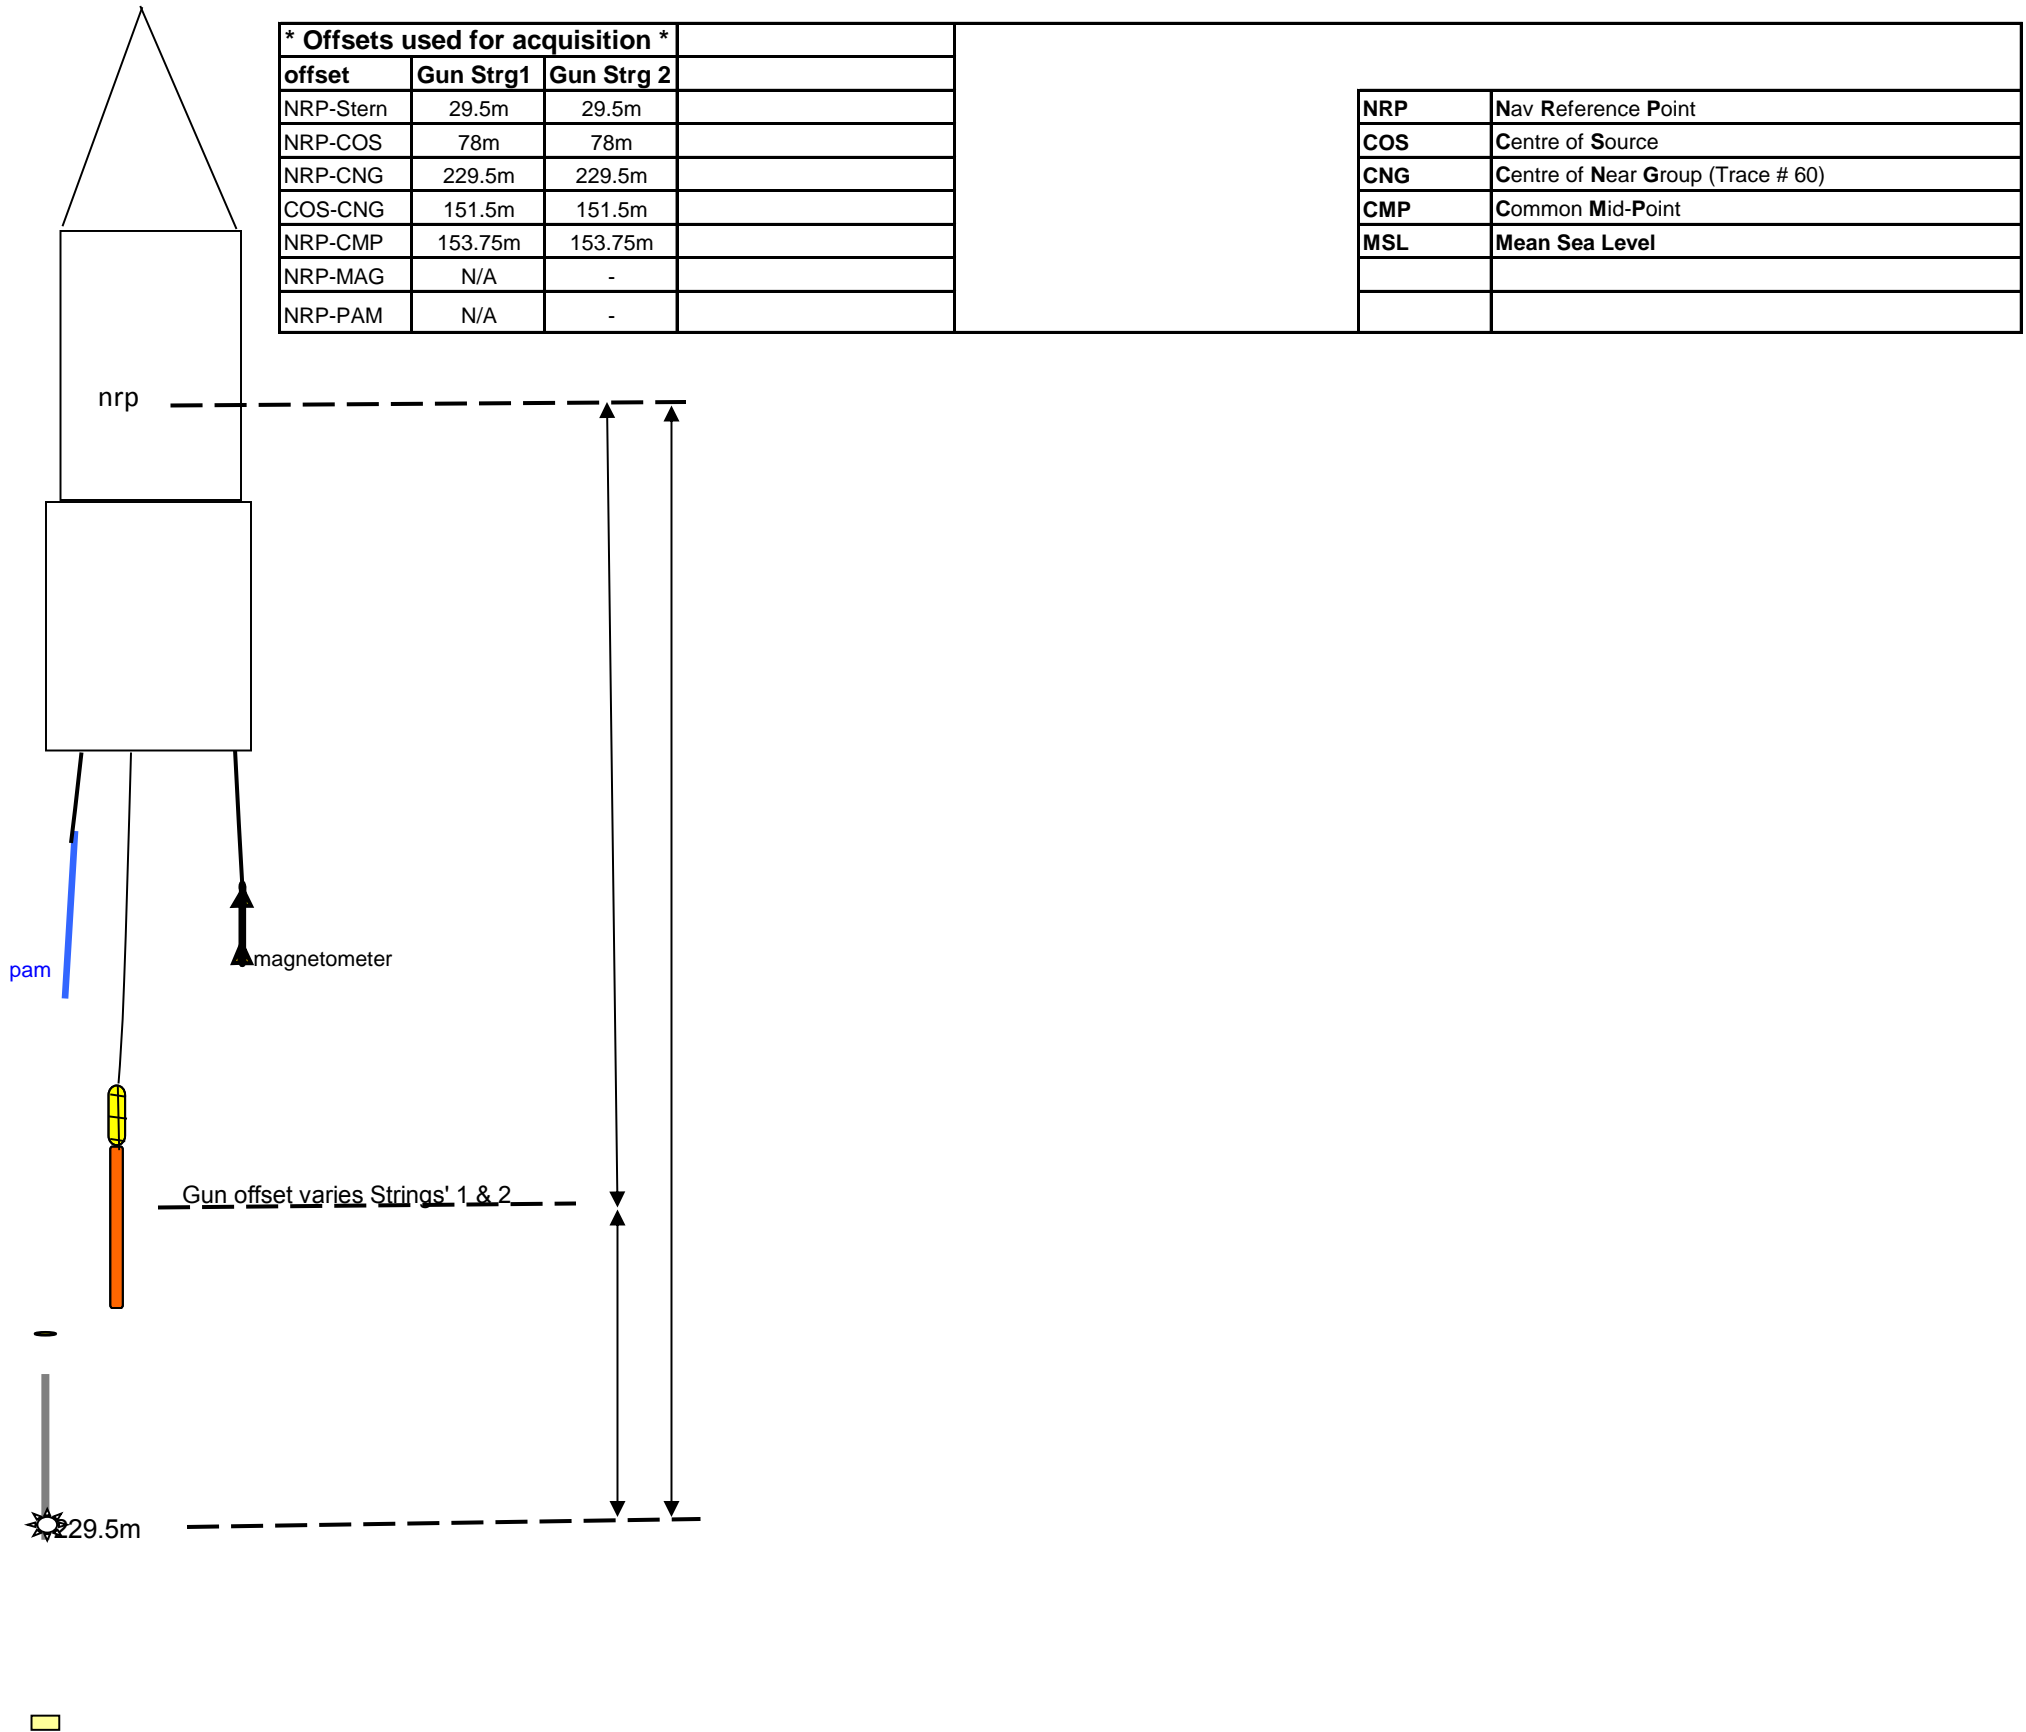 * Offsets used for acquisition *
offset Gun Strg1 Gun Strg 2
NRP-Stern 29.5m 29.5m
NRP-COS 78m 78m
NRP-CNG 229.5m 229.5m
COS-CNG 151.5m 151.5m
NRP-CMP 153.75m 153.75m
NRP-MAG N/A -
NRP-PAM N/A -
NRP Nav Reference Point
COS Centre of Source
CNG Centre of Near Group (Trace # 60)
CMP Common Mid-Point
MSL Mean Sea Level
nrp
magnetometer
pam
Gun offset varies Strings' 1 & 2
229.5m